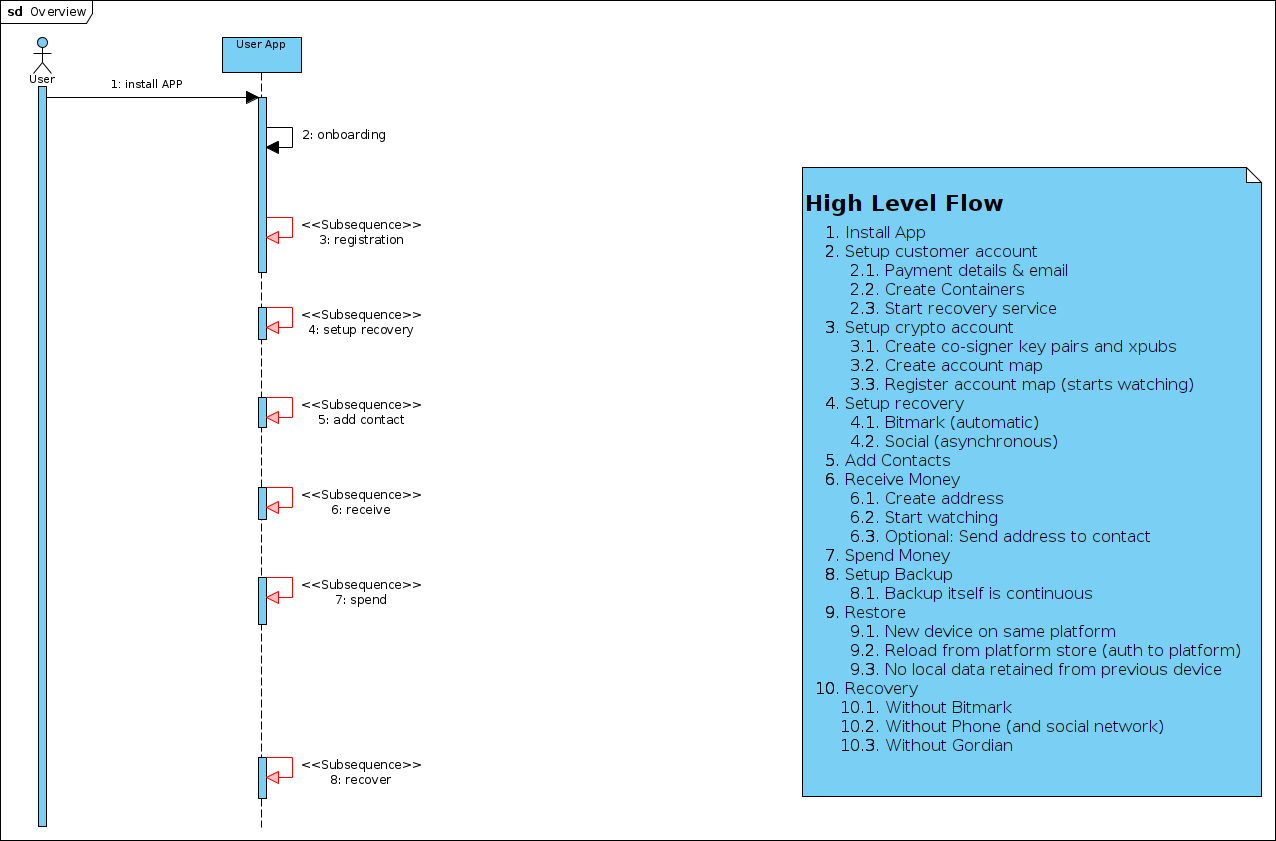 sd Overview
User
User App
1: install APP
2: onboarding
<<Subsequence>>
3: registration
<<Subsequence>>
4: setup recovery
<<Subsequence>>
5: add contact
<<Subsequence>>
6: receive
<<Subsequence>>
7: spend
<<Subsequence>>
8: recover
High Level Flow
1. Install App
2. Setup customer account
2.1. Payment details & email
2.2. Create Containers
2.3. Start recovery service
3. Setup crypto account
3.1. Create co-signer key pairs and xpubs
3.2. Create account map
3.3. Register account map (starts watching)
4. Setup recovery
4.1. Bitmark (automatic)
4.2. Social (asynchronous)
5. Add Contacts
6. Receive Money
6.1. Create address
6.2. Start watching
6.3. Optional: Send address to contact
7. Spend Money
8. Setup Backup
8.1. Backup itself is continuous
9. Restore
9.1. New device on same platform
9.2. Reload from platform store (auth to platform)
9.3. No local data retained from previous device
10. Recovery
10.1. Without Bitmark
10.2. Without Phone (and social network)
10.3. Without Gordian